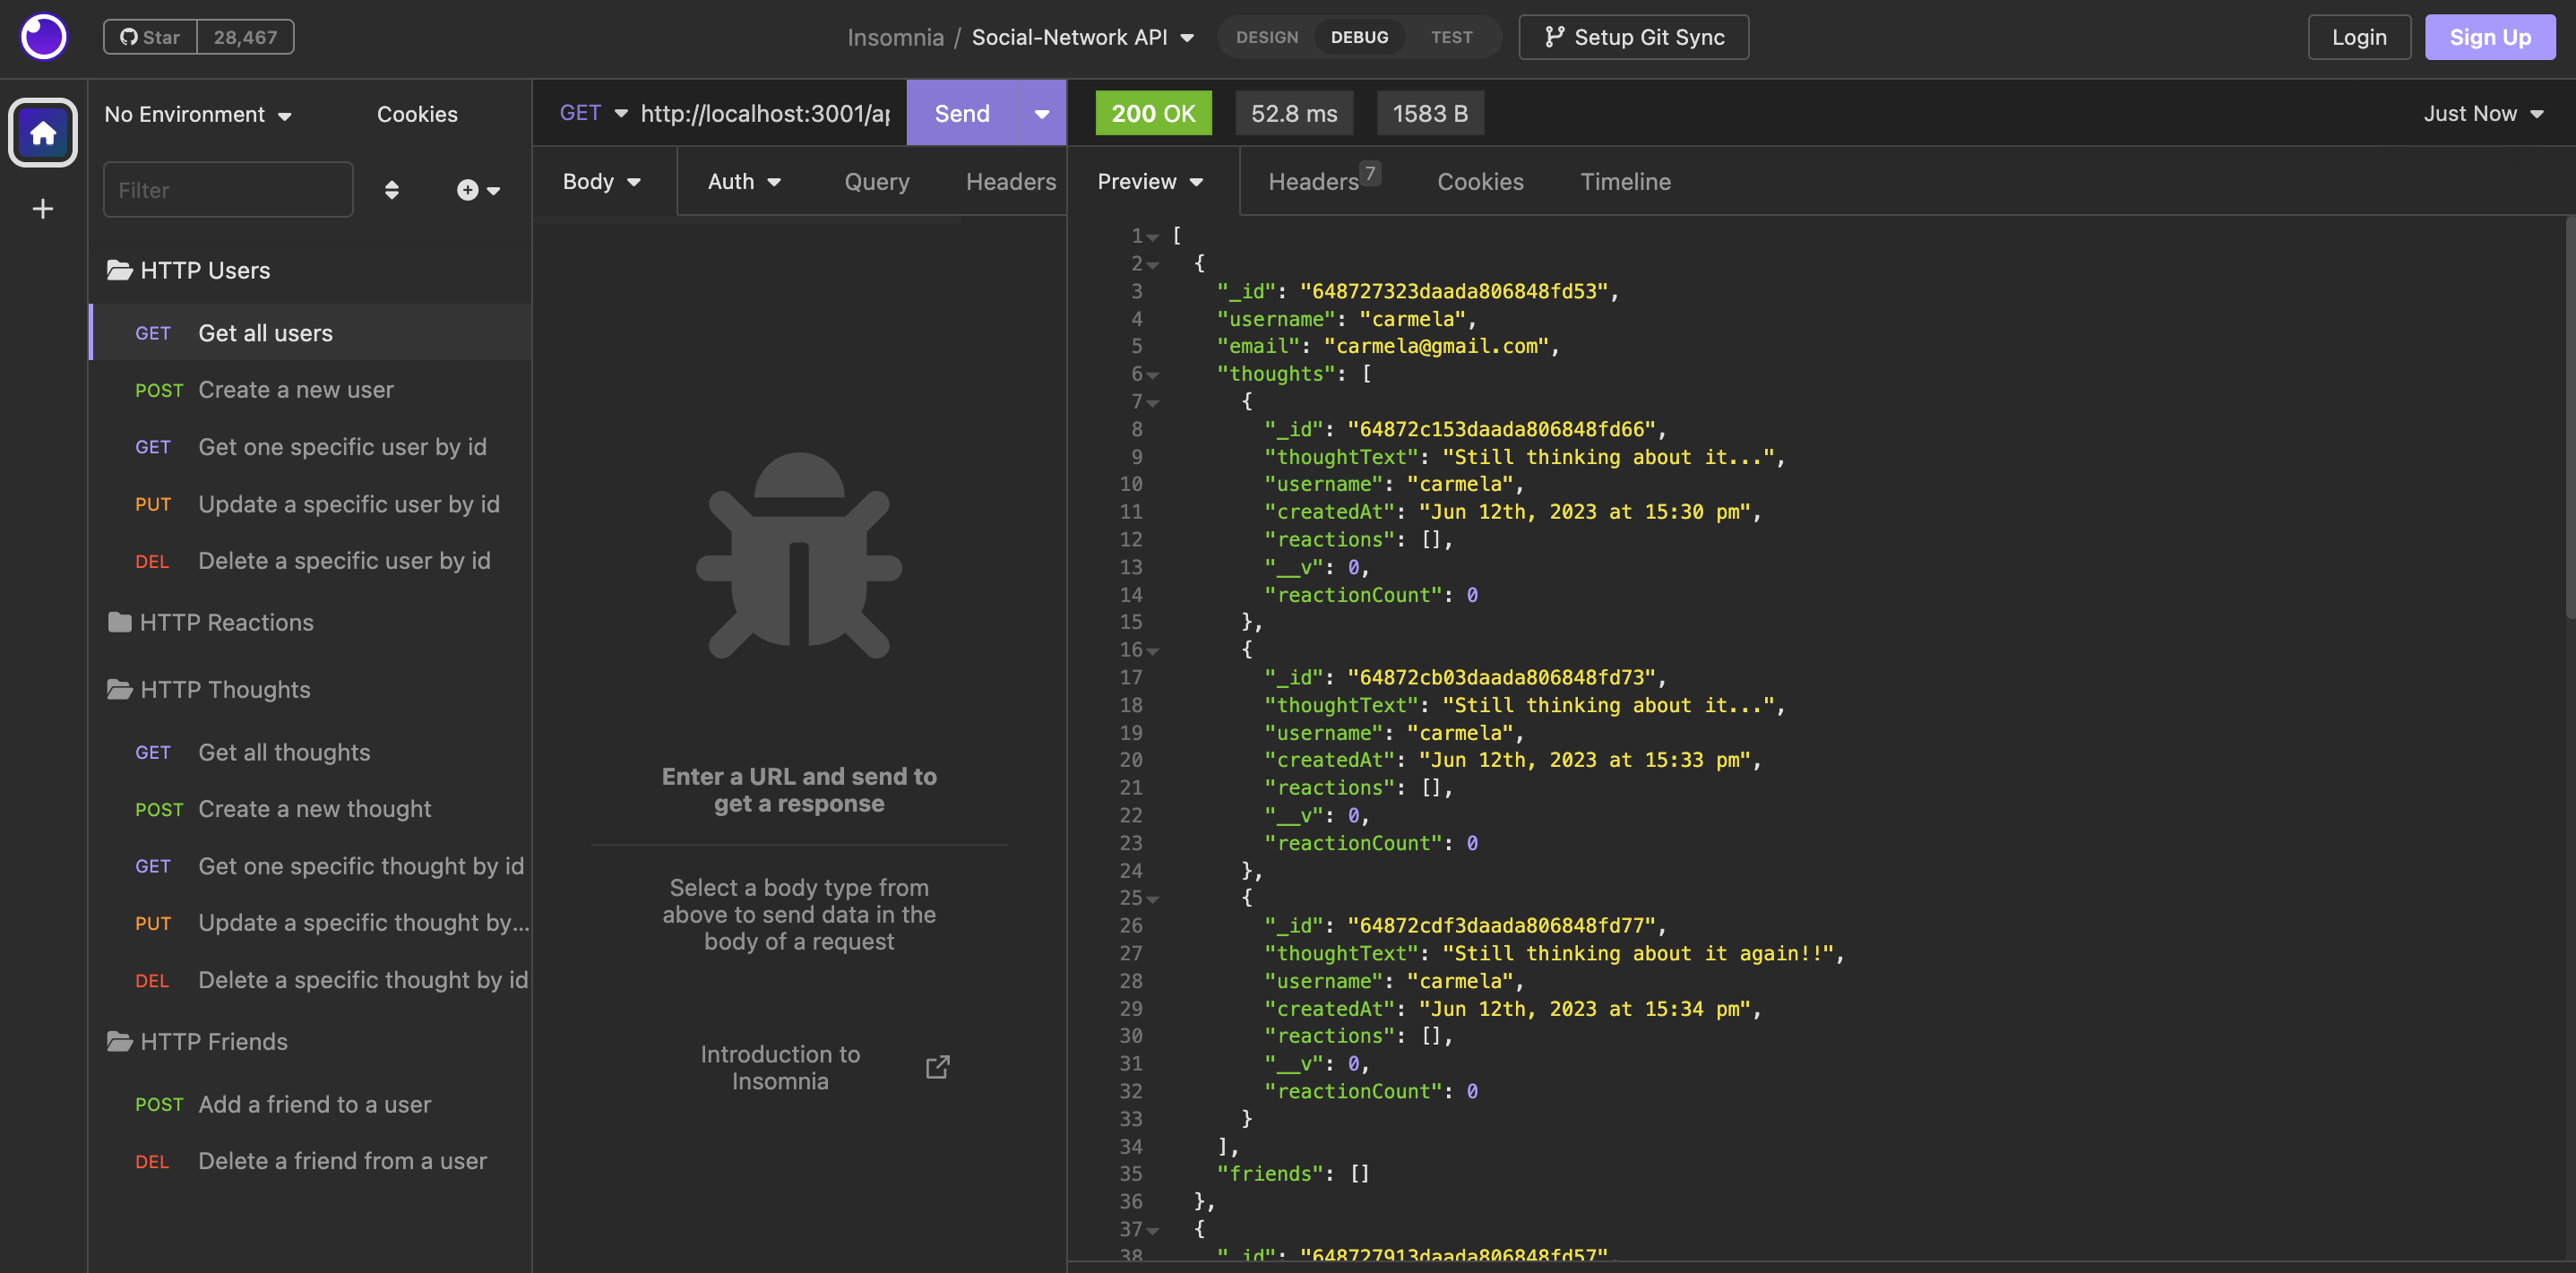 Star 28,467
Insomnia / Social-Network API
DESIGN DEBUG TEST
Setup Git Sync
Login
Sign Up
No Environment
Cookies
Filter
HTTP Users
GET Get all users
POST Create a new user
GET Get one specific user by id
PUT Update a specific user by id
DEL Delete a specific user by id
HTTP Reactions
HTTP Thoughts
GET Get all thoughts
POST Create a new thought
GET Get one specific thought by id
PUT Update a specific thought by...
DEL Delete a specific thought by id
HTTP Friends
POST Add a friend to a user
DEL Delete a friend from a user
GET http://localhost:3001/ap
Send
Body Auth Query Headers
Enter a URL and send to
get a response
Select a body type from
above to send data in the
body of a request
Introduction to
Insomnia
200 OK 52.8 ms 1583 B
Just Now
Preview Headers 7 Cookies Timeline
1 [
2 {
3 "_id": "648727323daada806848fd53",
4 "username": "carmela",
5 "email": "carmela@gmail.com",
6 "thoughts": [
7 {
8 "_id": "64872c153daada806848fd66",
9 "thoughtText": "Still thinking about it...",
10 "username": "carmela",
11 "createdAt": "Jun 12th, 2023 at 15:30 pm",
12 "reactions": [],
13 "__v": 0,
14 "reactionCount": 0
15 },
16 {
17 "_id": "64872cb03daada806848fd73",
18 "thoughtText": "Still thinking about it...",
19 "username": "carmela",
20 "createdAt": "Jun 12th, 2023 at 15:33 pm",
21 "reactions": [],
22 "__v": 0,
23 "reactionCount": 0
24 },
25 {
26 "_id": "64872cdf3daada806848fd77",
27 "thoughtText": "Still thinking about it again!!",
28 "username": "carmela",
29 "createdAt": "Jun 12th, 2023 at 15:34 pm",
30 "reactions": [],
31 "__v": 0,
32 "reactionCount": 0
33 }
34 ],
35 "friends": []
36 },
37 {
38 "_id": "648727913daada806848fd57",